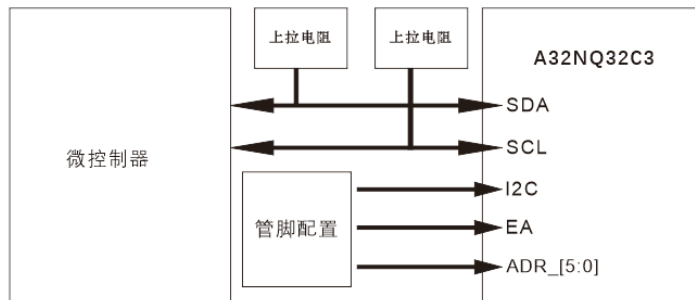 上拉电阻
上拉电阻
A32NQ32C3
SDA
微控制器
SCL
I2C
管脚配置
EA
ADR_[5:0]